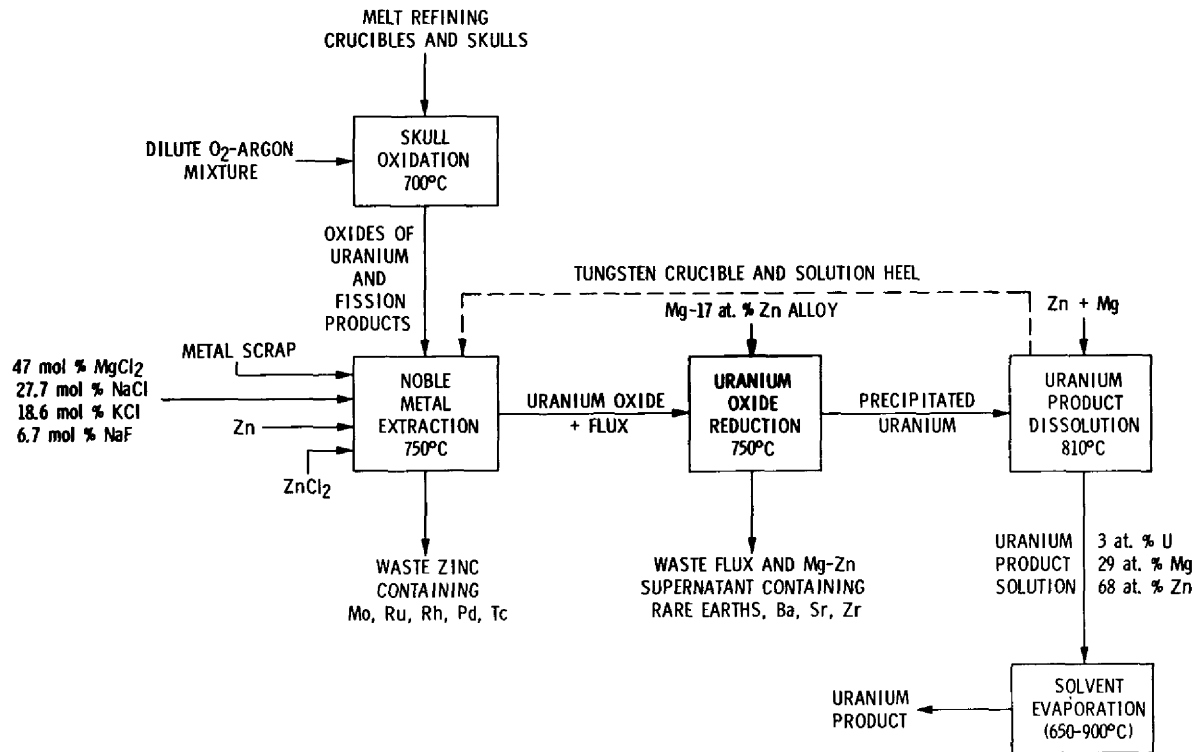 MELT REFINING
CRUCIBLES AND SKULLS
DILUTE O₂-ARGON
MIXTURE
SKULL
OXIDATION
700°C
OXIDES OF
URANIUM
AND
FISSION
PRODUCTS
TUNGSTEN CRUCIBLE AND SOLUTION HEEL
Mg-17 at. % Zn ALLOY
Zn + Mg
METAL SCRAP
47 mol % MgCl₂
27.7 mol % NaCl
18.6 mol % KCl
6.7 mol % NaF
Zn
ZnCl₂
NOBLE
METAL
EXTRACTION
750°C
URANIUM OXIDE
+ FLUX
URANIUM
OXIDE
REDUCTION
750°C
PRECIPITATED
URANIUM
URANIUM
PRODUCT
DISSOLUTION
810°C
WASTE ZINC
CONTAINING
Mo, Ru, Rh, Pd, Tc
WASTE FLUX AND Mg-Zn
SUPERNATANT CONTAINING
RARE EARTHS, Ba, Sr, Zr
URANIUM
PRODUCT
SOLUTION
3 at. % U
29 at. % Mg
68 at. % Zn
URANIUM
PRODUCT
SOLVENT
EVAPORATION
(650-900°C)